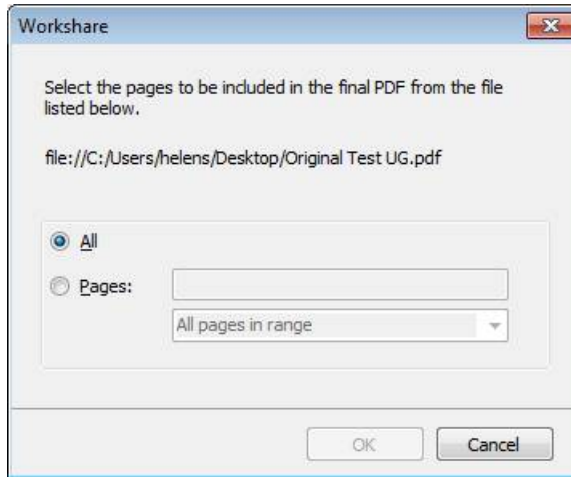 Workshare
Select the pages to be included in the final PDF from the file
listed below.
file://C:/Users/helens/Desktop/Original Test UG.pdf
All
Pages:
All pages in range
OK
Cancel